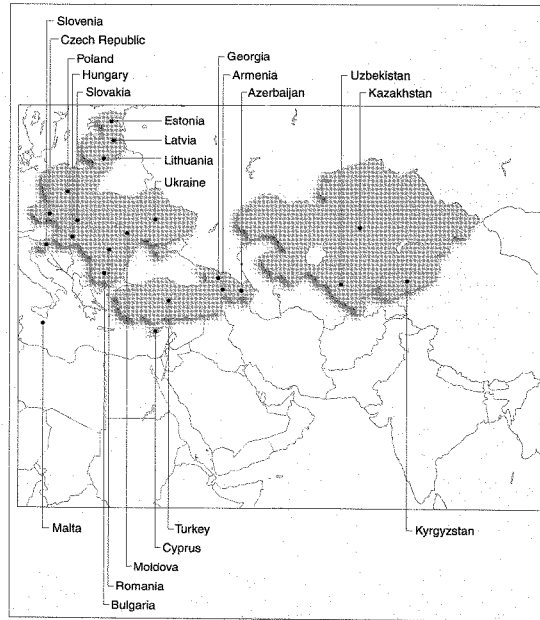 Slovenia
Czech Republic
Poland
Hungary
Slovakia
Georgia
Armenia
Azerbaijan
Uzbekistan
Kazakhstan
Estonia
Latvia
Lithuania
Ukraine
Malta
Turkey
Cyprus
Moldova
Romania
Bulgaria
Kyrgyzstan